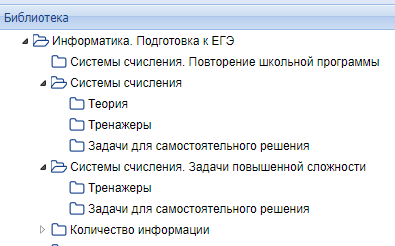 Библиотека
Информатика. Подготовка к ЕГЭ
Системы счисления. Повторение школьной программы
Системы счисления
Теория
Тренажеры
Задачи для самостоятельного решения
Системы счисления. Задачи повышенной сложности
Тренажеры
Задачи для самостоятельного решения
Количество информации